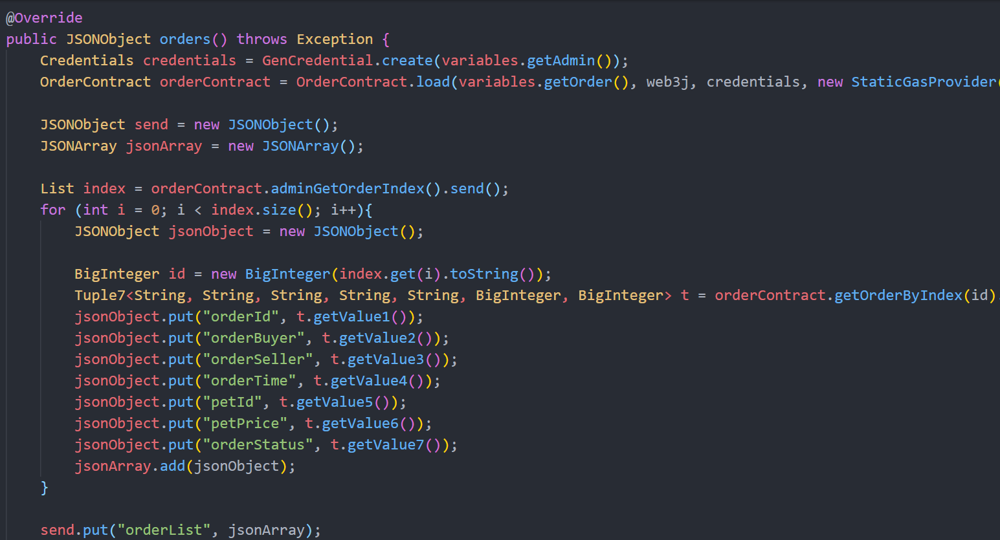 @Override
public JSONObject orders() throws Exception {
Credentials credentials = GenCredential.create(variables.getAdmin());
OrderContract orderContract = OrderContract.load(variables.getOrder(), web3j, credentials, new StaticGasProvider(
JSONObject send = new JSONObject();
JSONArray jsonArray = new JSONArray();
List index = orderContract.adminGetOrderIndex().send();
for (int i = 0; i < index.size(); i++){
JSONObject jsonObject = new JSONObject();
BigInteger id = new BigInteger(index.get(i).toString());
Tuple7<String, String, String, String, String, BigInteger, BigInteger> t = orderContract.getOrderByIndex(id).
jsonObject.put("orderId", t.getValue1());
jsonObject.put("orderBuyer", t.getValue2());
jsonObject.put("orderSeller", t.getValue3());
jsonObject.put("orderTime", t.getValue4());
jsonObject.put("petId", t.getValue5());
jsonObject.put("petPrice", t.getValue6());
jsonObject.put("orderStatus", t.getValue7());
jsonArray.add(jsonObject);
}
send.put("orderList", jsonArray);